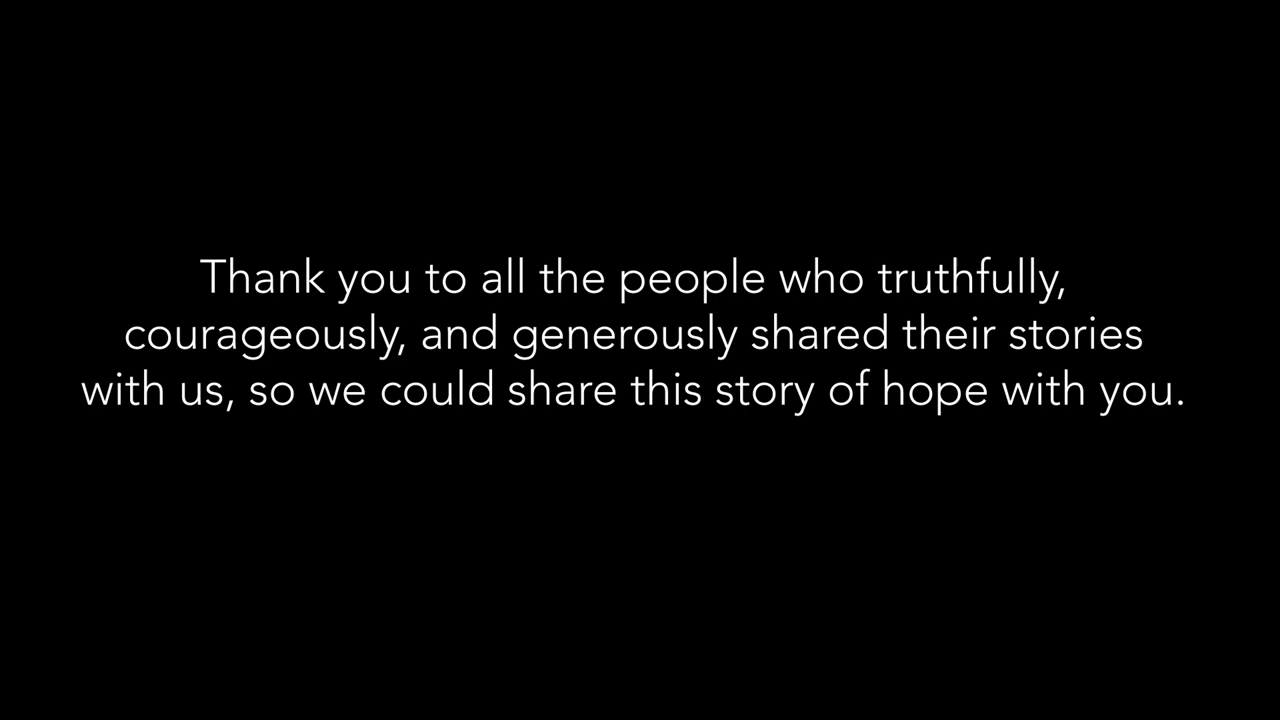 Thank you to all the people who truthfully,
courageously, and generously shared their stories
with us, so we could share this story of hope with you.